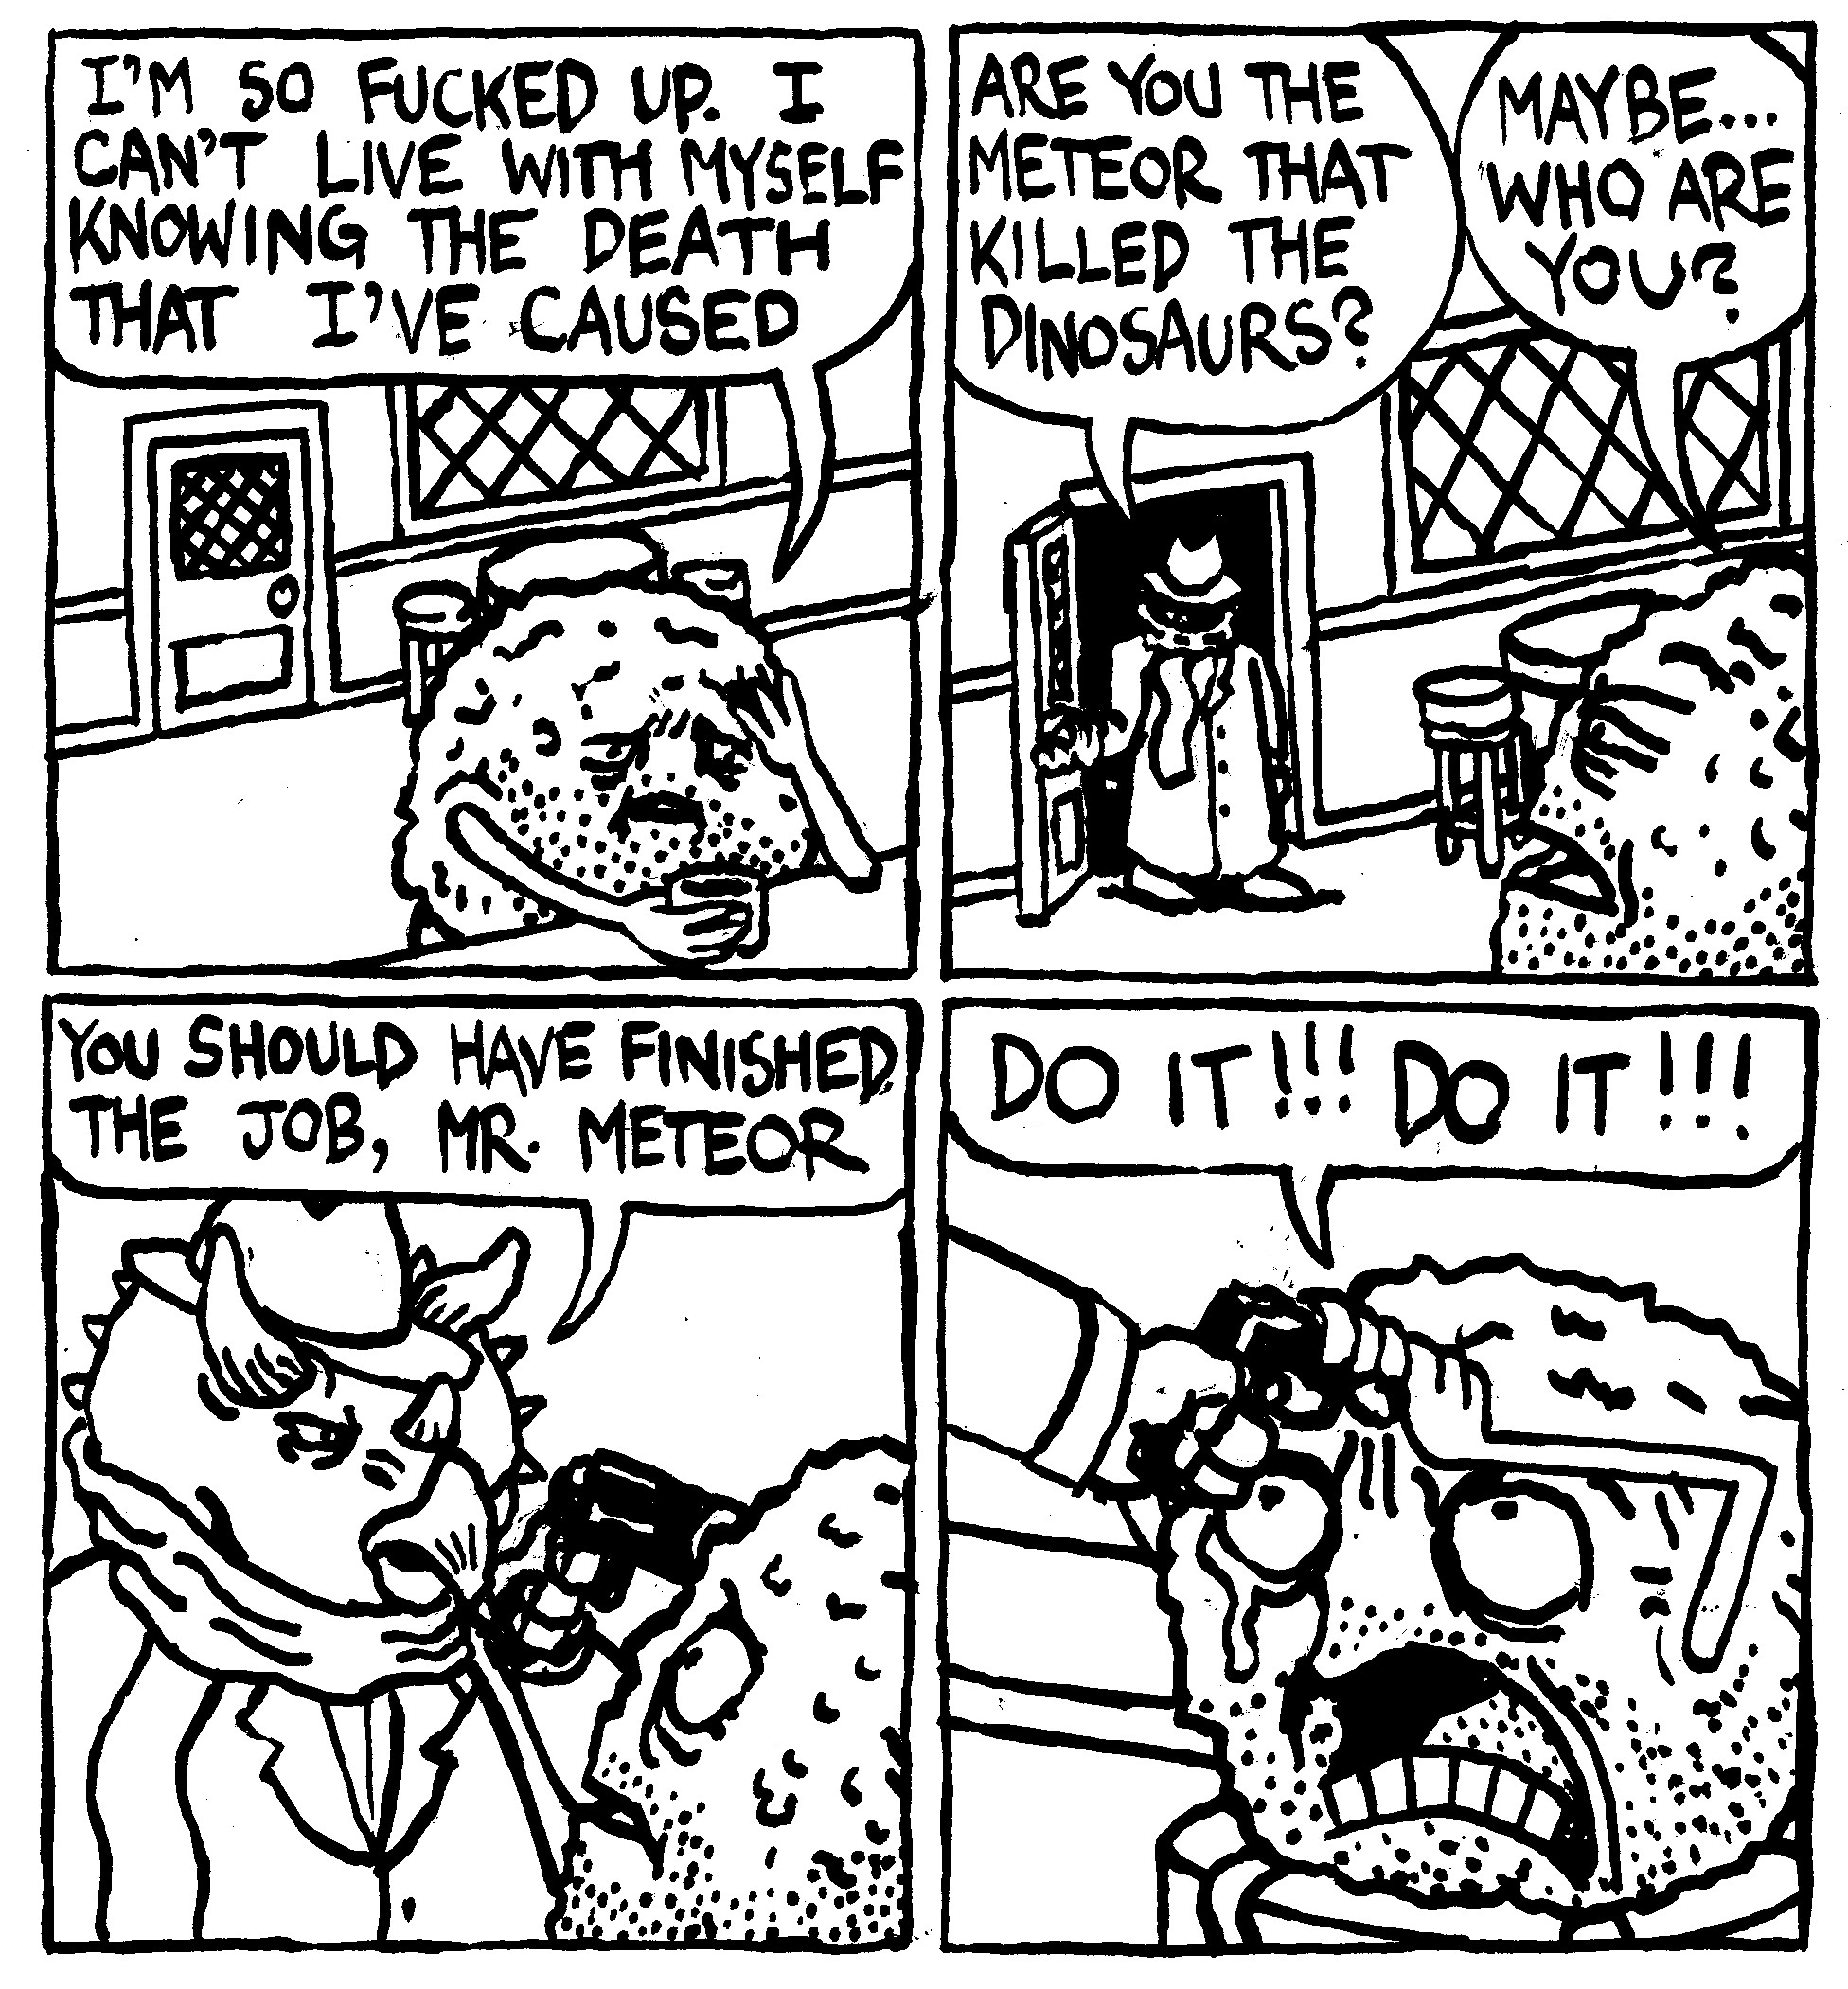 I'M SO FUCKED UP. I
CAN'T LIVE WITH MYSELF
KNOWING THE DEATH
THAT I'VE CAUSED
ARE YOU THE
METEOR THAT
KILLED THE
DINOSAURS?
MAYBE...
WHO ARE
YOU?
YOU SHOULD HAVE FINISHED
THE JOB, MR. METEOR
DO IT!!! DO IT!!!